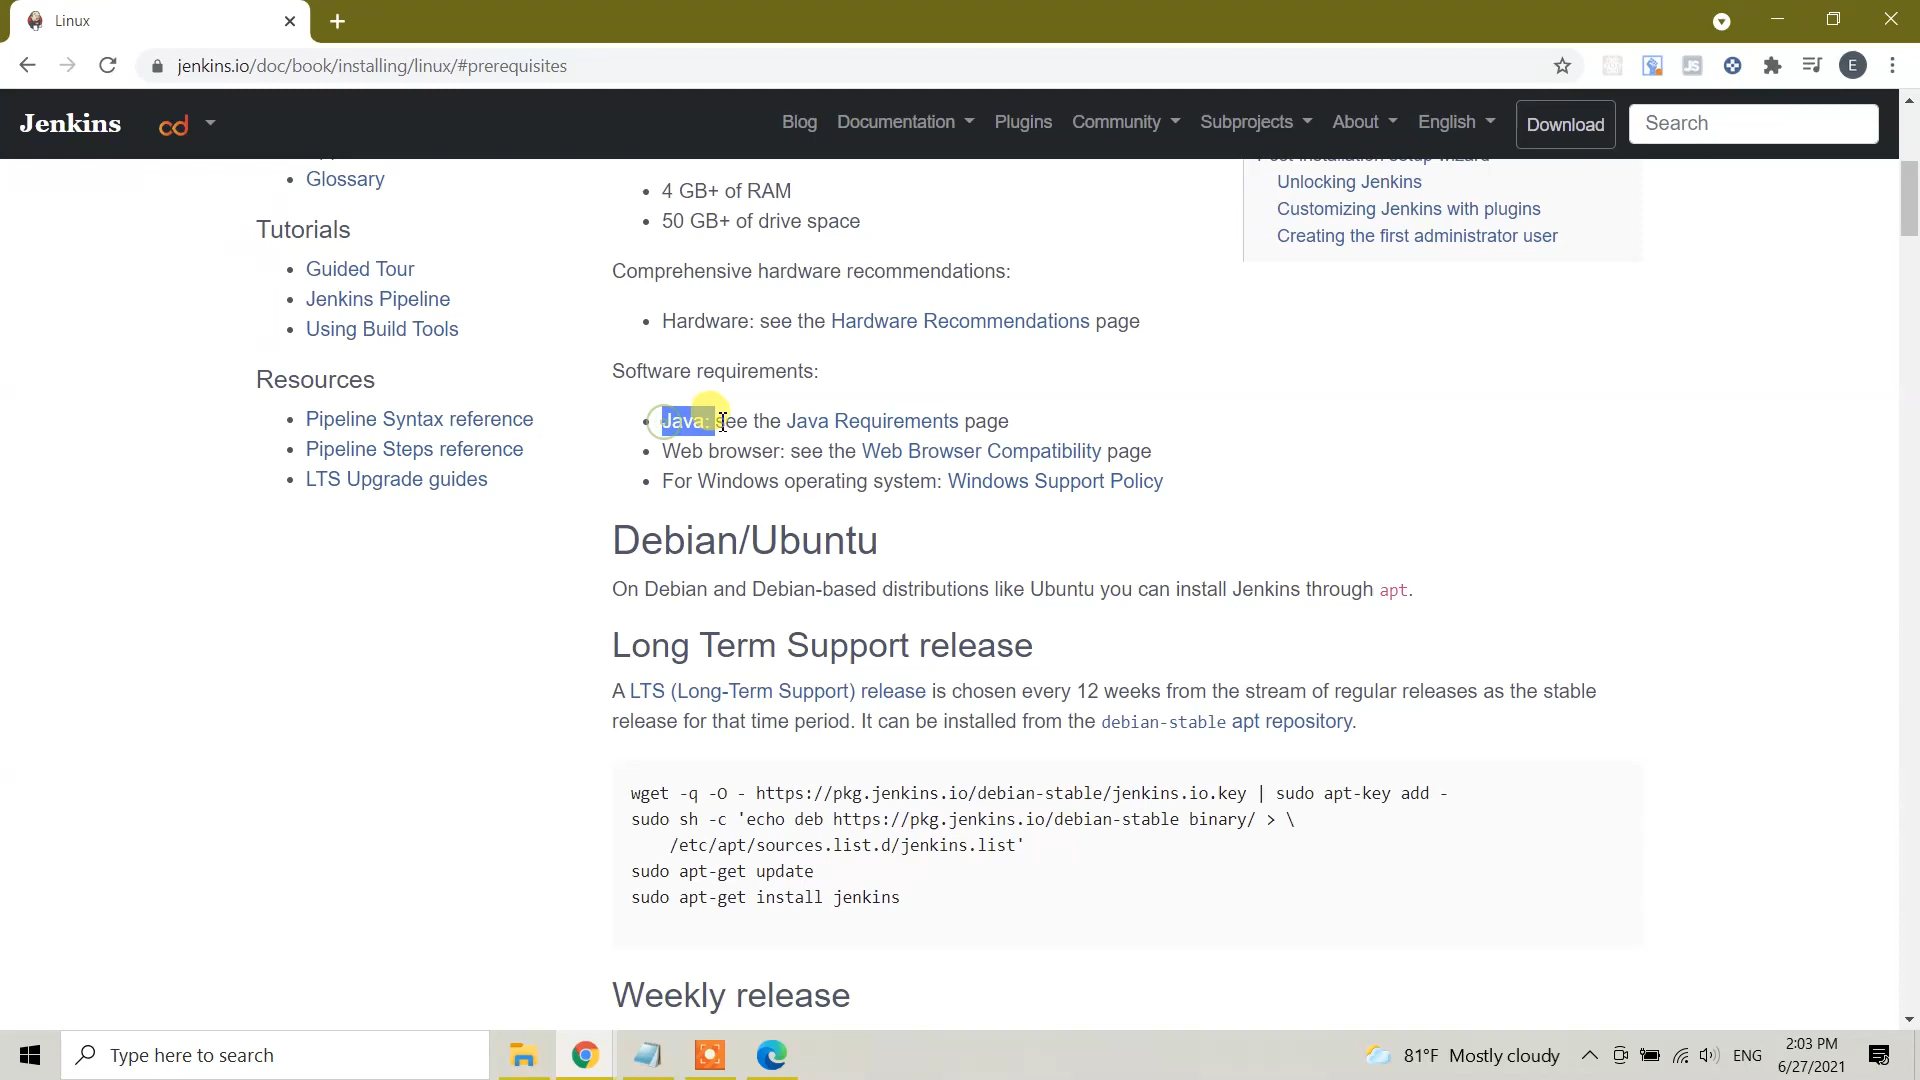 Linux
jenkins.io/doc/book/installing/linux/#prerequisites
E
Jenkins
cd
Blog
Documentation
Plugins
Community
Subprojects
About
English
Download
Search
Glossary
Tutorials
Guided Tour
Jenkins Pipeline
Using Build Tools
Resources
Pipeline Syntax reference
Pipeline Steps reference
LTS Upgrade guides
4 GB+ of RAM
50 GB+ of drive space
Comprehensive hardware recommendations:
Hardware: see the Hardware Recommendations page
Software requirements:
Java: see the Java Requirements page
Web browser: see the Web Browser Compatibility page
For Windows operating system: Windows Support Policy
Debian/Ubuntu
On Debian and Debian-based distributions like Ubuntu you can install Jenkins through apt.
Long Term Support release
A LTS (Long-Term Support) release is chosen every 12 weeks from the stream of regular releases as the stable
release for that time period. It can be installed from the debian-stable apt repository.
wget -q -O - https://pkg.jenkins.io/debian-stable/jenkins.io.key | sudo apt-key add -
sudo sh -c 'echo deb https://pkg.jenkins.io/debian-stable binary/ > \
/etc/apt/sources.list.d/jenkins.list'
sudo apt-get update
sudo apt-get install jenkins
Weekly release
Unlocking Jenkins
Customizing Jenkins with plugins
Creating the first administrator user
Type here to search
81°F Mostly cloudy
ENG
2:03 PM
6/27/2021